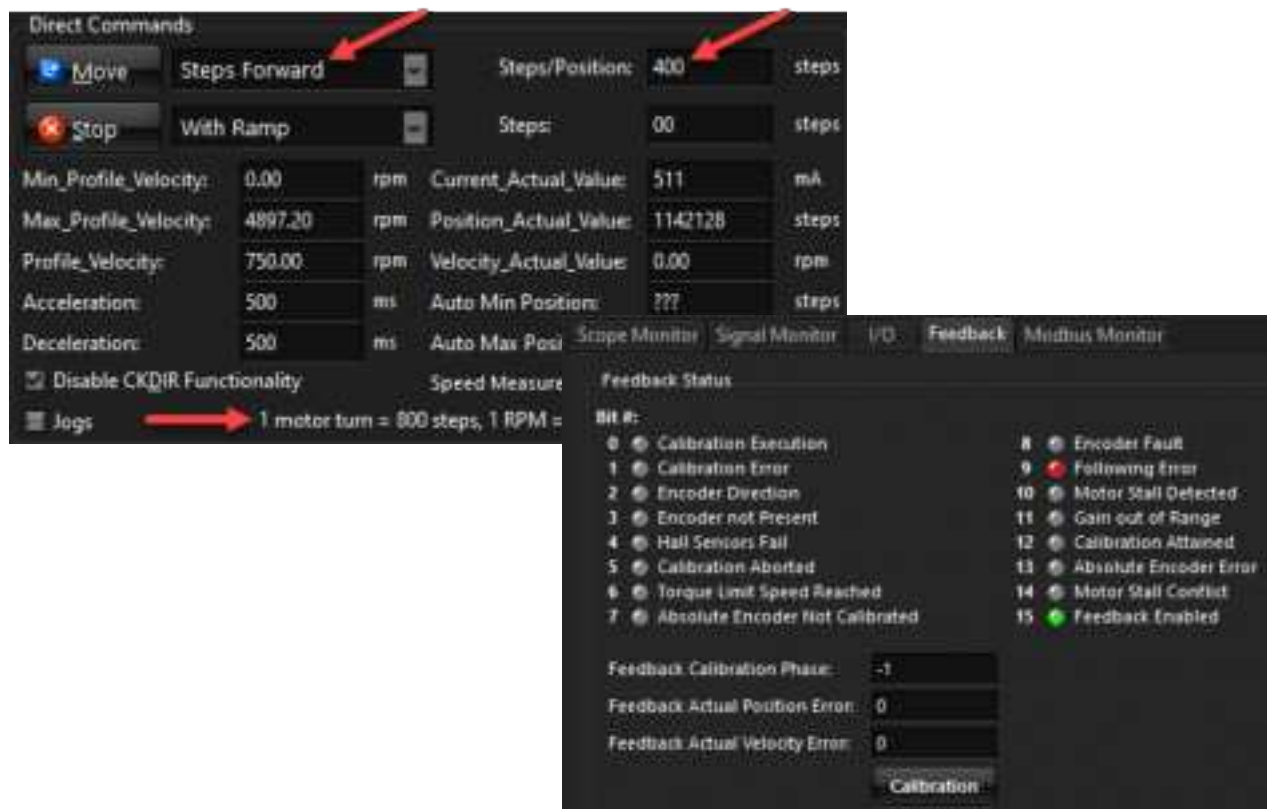 Direct Commands
Move Steps Forward Steps/Position: 400 steps
Stop With Ramp Steps: 00 steps
Min_Profile_Velocity: 0.00 rpm Current_Actual_Value: 511 mA
Max_Profile_Velocity: 4897.20 rpm Position_Actual_Value: 1142128 steps
Profile_Velocity: 750.00 rpm Velocity_Actual_Value: 0.00 rpm
Acceleration: 500 ms Auto Min Position: ??? steps
Deceleration: 500 ms Auto Max Posi
Disable CKDIR Functionality Speed Measure
Jogs 1 motor turn = 800 steps, 1 RPM =
Scope Monitor Signal Monitor I/O Feedback Modbus Monitor
Feedback Status
Bit #:
0 Calibration Execution 8 Encoder Fault
1 Calibration Error 9 Following Error
2 Encoder Direction 10 Motor Stall Detected
3 Encoder not Present 11 Gain out of Range
4 Hall Sensors Fail 12 Calibration Attained
5 Calibration Aborted 13 Absolute Encoder Error
6 Torque Limit Speed Reached 14 Motor Stall Conflict
7 Absolute Encoder Not Calibrated 15 Feedback Enabled
Feedback Calibration Phase: -1
Feedback Actual Position Error: 0
Feedback Actual Velocity Error: 0
Calibration